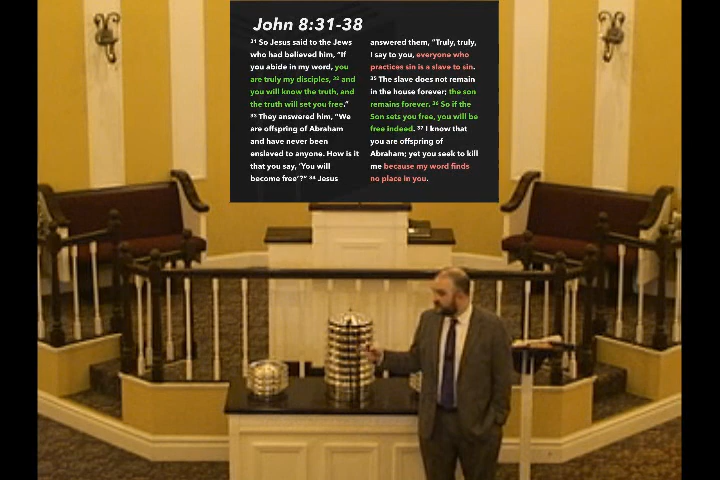 John 8:31-38
31 So Jesus said to the Jews
who had believed him, “If
you abide in my word, you
are truly my disciples, 32 and
you will know the truth, and
the truth will set you free.”
33 They answered him, “We
are offspring of Abraham
and have never been
enslaved to anyone. How is it
that you say, ‘You will
become free’?” 34 Jesus
answered them, “Truly, truly,
I say to you, everyone who
practices sin is a slave to sin.
35 The slave does not remain
in the house forever; the son
remains forever. 36 So if the
Son sets you free, you will be
free indeed. 37 I know that
you are offspring of
Abraham; yet you seek to kill
me because my word finds
no place in you.